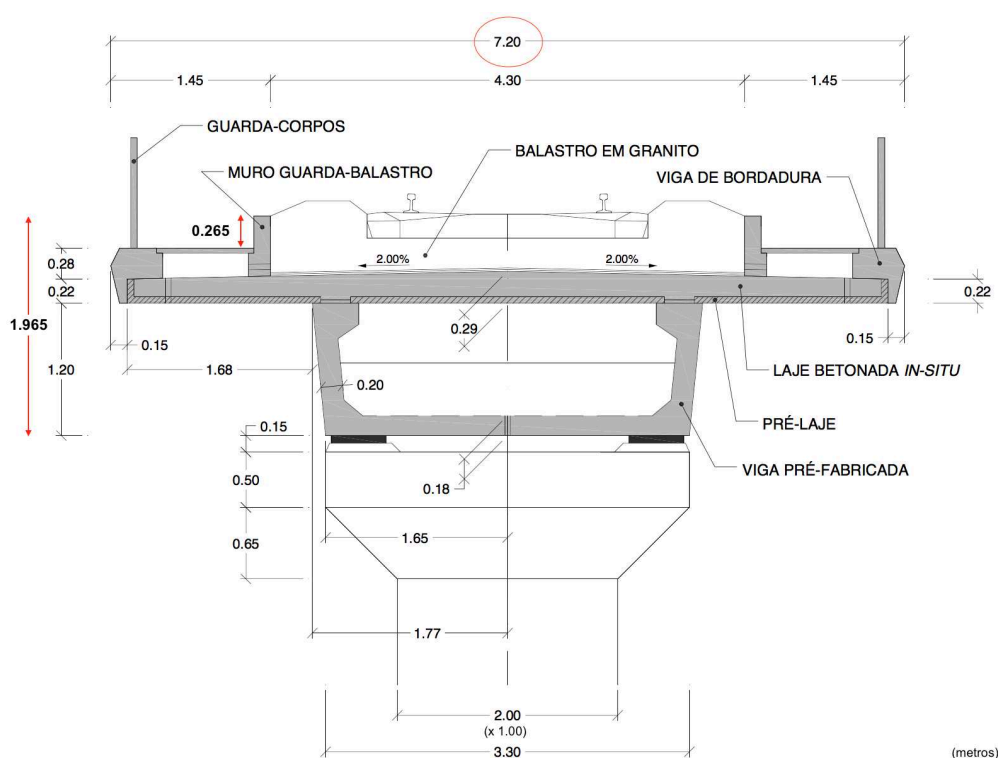 7.20
1.45
4.30
1.45
GUARDA-CORPOS
BALASTRO EM GRANITO
MURO GUARDA-BALASTRO
VIGA DE BORDADURA
0.265
2.00%
2.00%
0.28
0.22
0.22
1.965
0.29
0.15
0.15
1.20
1.68
LAJE BETONADA IN-SITU
0.20
0.15
PRÉ-LAJE
VIGA PRÉ-FABRICADA
0.50
0.18
1.65
0.65
1.77
2.00
(x 1.00)
3.30
(metros)